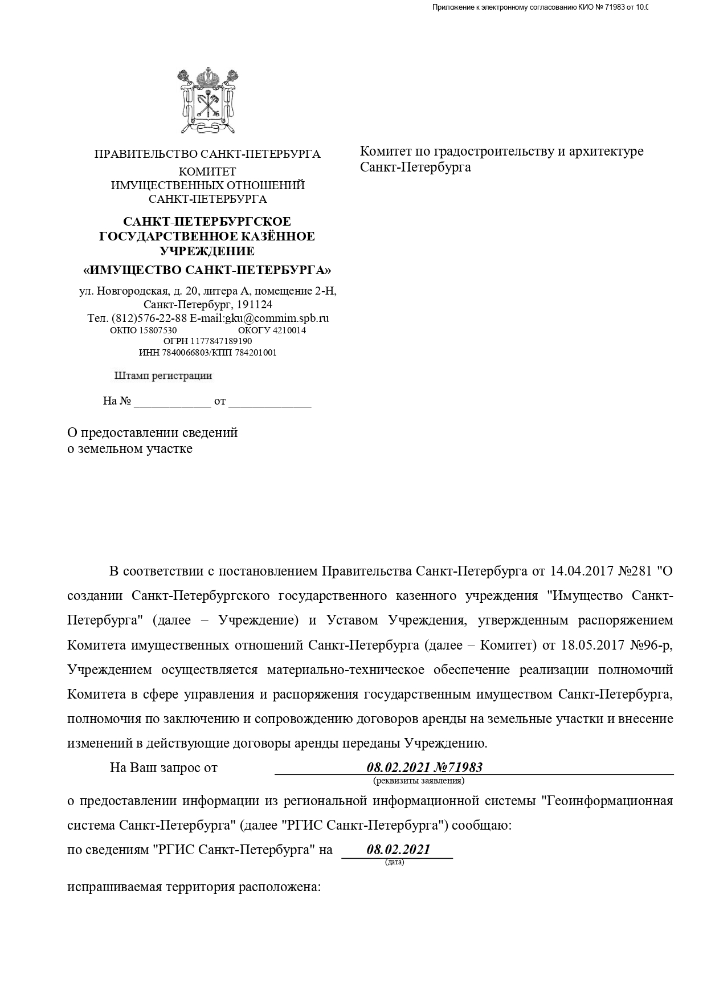 Приложение к электронному согласованию КИО № 71983 от 10.0
ПРАВИТЕЛЬСТВО САНКТ-ПЕТЕРБУРГА
КОМИТЕТ
ИМУЩЕСТВЕННЫХ ОТНОШЕНИЙ
САНКТ-ПЕТЕРБУРГА
САНКТ-ПЕТЕРБУРГСКОЕ
ГОСУДАРСТВЕННОЕ КАЗЁННОЕ
УЧРЕЖДЕНИЕ
«ИМУЩЕСТВО САНКТ-ПЕТЕРБУРГА»
ул. Новгородская, д. 20, литера А, помещение 2-Н,
Санкт-Петербург, 191124
Тел. (812)576-22-88 E-mail:gku@commim.spb.ru
ОКПО 15807530 ОКОГУ 4210014
ОГРН 1177847189190
ИНН 7840066803/КПП 784201001
Штамп регистрации
На № _____________ от ______________
Комитет по градостроительству и архитектуре
Санкт-Петербурга
О предоставлении сведений
о земельном участке
В соответствии с постановлением Правительства Санкт-Петербурга от 14.04.2017 №281 "О
создании Санкт-Петербургского государственного казенного учреждения "Имущество Санкт-
Петербурга" (далее – Учреждение) и Уставом Учреждения, утвержденным распоряжением
Комитета имущественных отношений Санкт-Петербурга (далее – Комитет) от 18.05.2017 №96-р,
Учреждением осуществляется материально-техническое обеспечение реализации полномочий
Комитета в сфере управления и распоряжения государственным имуществом Санкт-Петербурга,
полномочия по заключению и сопровождению договоров аренды на земельные участки и внесение
изменений в действующие договоры аренды переданы Учреждению.
На Ваш запрос от 08.02.2021 №71983
(реквизиты заявления)
о предоставлении информации из региональной информационной системы "Геоинформационная
система Санкт-Петербурга" (далее "РГИС Санкт-Петербурга") сообщаю:
по сведениям "РГИС Санкт-Петербурга" на 08.02.2021
(дата)
испрашиваемая территория расположена: